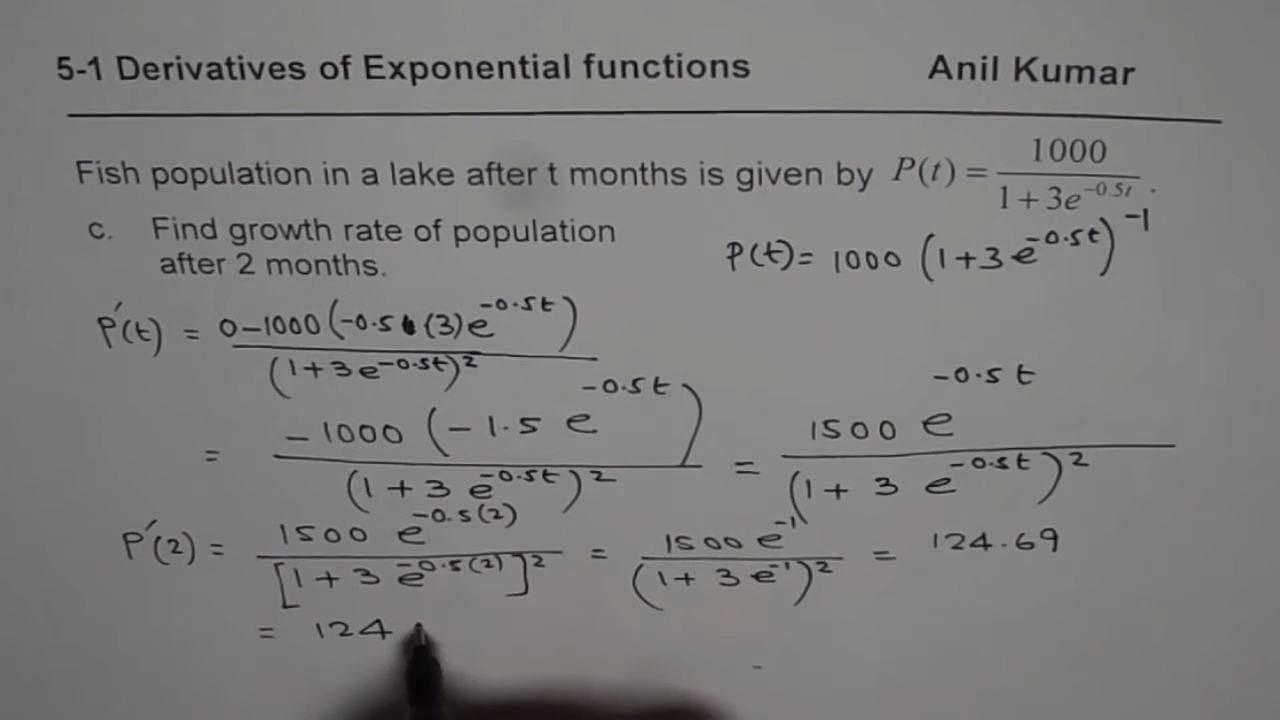 5-1 Derivatives of Exponential functions Anil Kumar
Fish population in a lake after t months is given by P(t) = 1000 / (1 + 3e^{-0.5t}).
c. Find growth rate of population
after 2 months.
P(t) = 1000 (1+3e^{-0.5t})^{-1}
P'(t) = 0-1000(-0.5(3)e^{-0.5t}) / (1+3e^{-0.5t})^2
= -1000 (-1.5 e^{-0.5t}) / (1+3e^{-0.5t})^2 = 1500 e^{-0.5t} / (1+3e^{-0.5t})^2
P'(2) = 1500 e^{-0.5(2)} / [1+3e^{-0.5(2)}]^2 = 1500 e^{-1} / (1+3e^{-1})^2 = 124.69
= 124